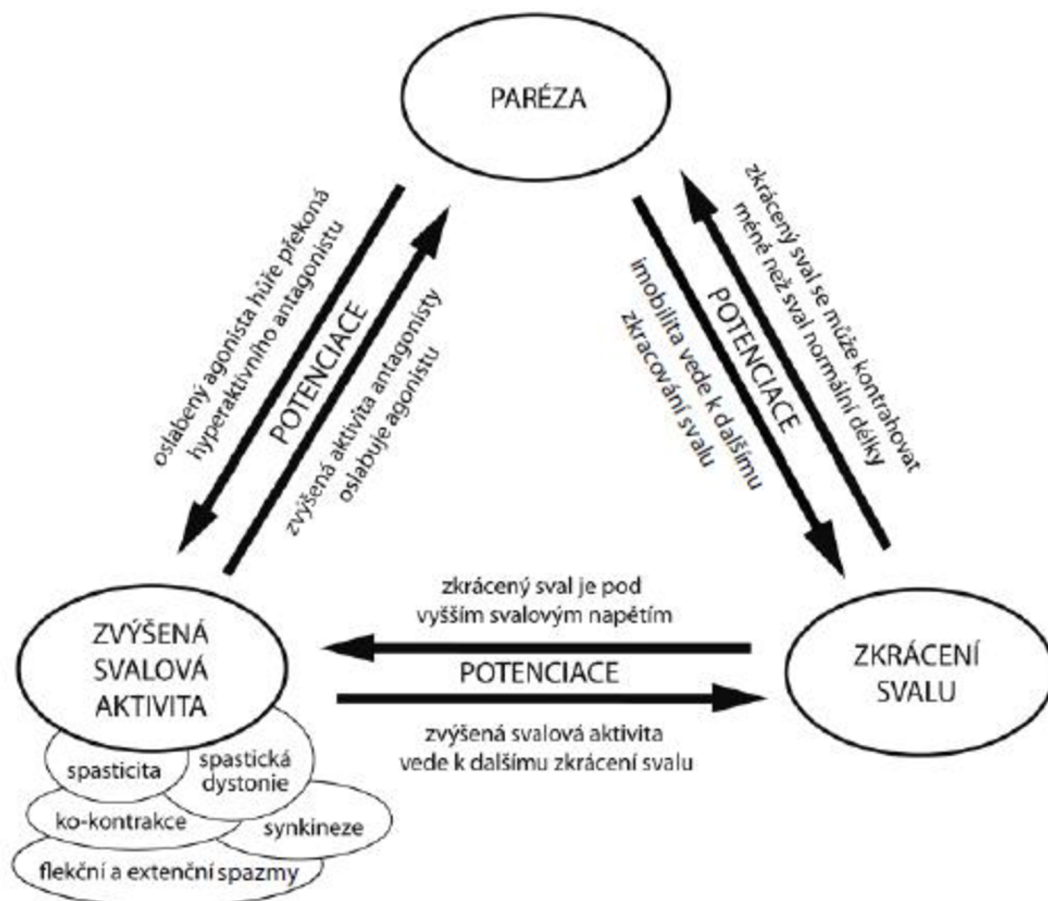 PARÉZA
oslabený agonista hůře překoná
hyperaktivního antagonistu
POTENCIACE
zvýšená aktivita antagonisty
oslabuje agonistu
zkrácený sval se může kontrahovat
méně než sval normální délky
POTENCIACE
imobilita vede k dalšímu
zkracování svalu
zkrácený sval je pod
vyšším svalovým napětím
POTENCIACE
zvýšená svalová aktivita
vede k dalšímu zkrácení svalu
ZVÝŠENÁ
SVALOVÁ
AKTIVITA
ZKRÁCENÍ
SVALU
spasticita
spastická
dystonie
ko-kontrakce
synkineze
flekční a extenční spazmy